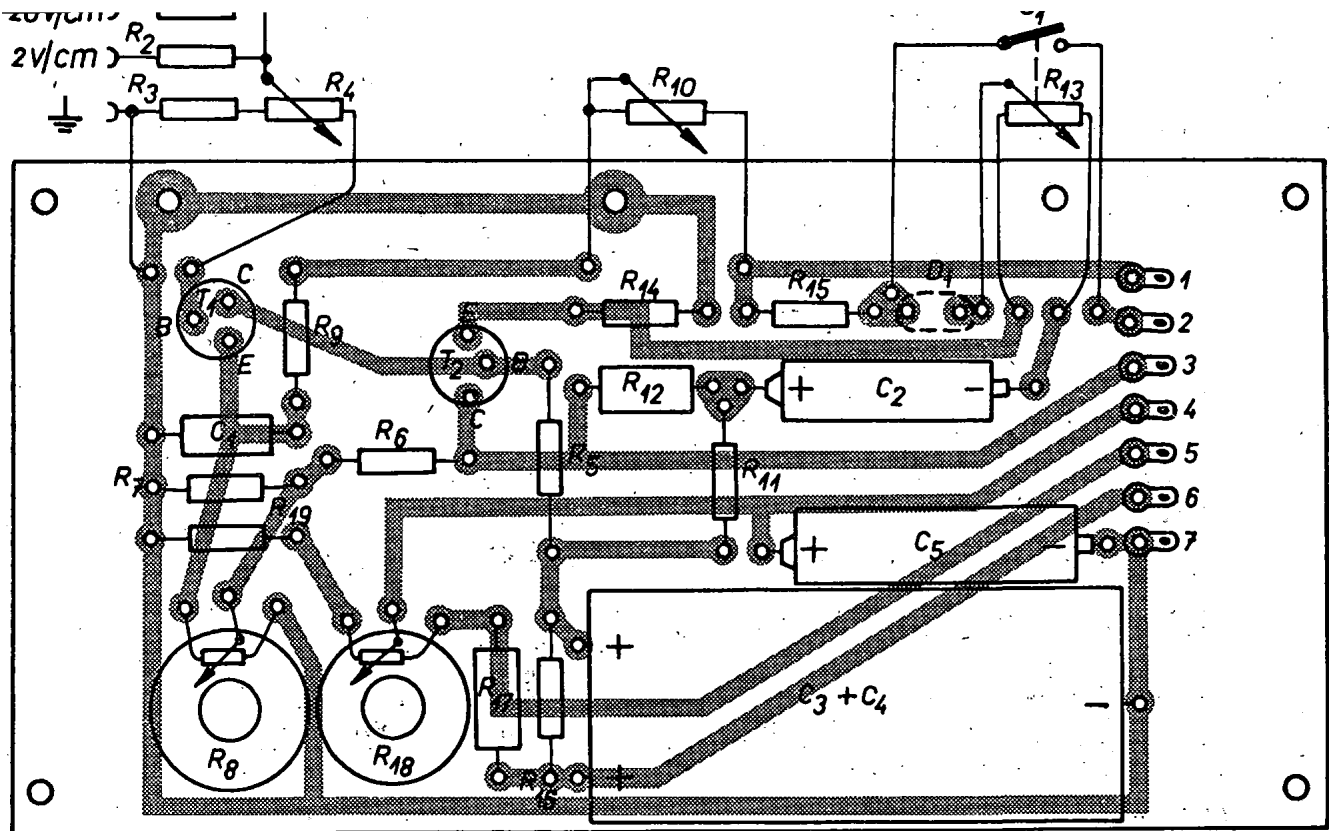 2V/cm R2
R3 R4 R10 R13
C T1 B E
R9
E T2 B C
R14 R15 D1
R12 + C2 -
1
2
3
4
5
6
7
R6 R5 R11
R7
R19
+ C5 -
+
C3 + C4 -
R17
R8 R18
R16 +